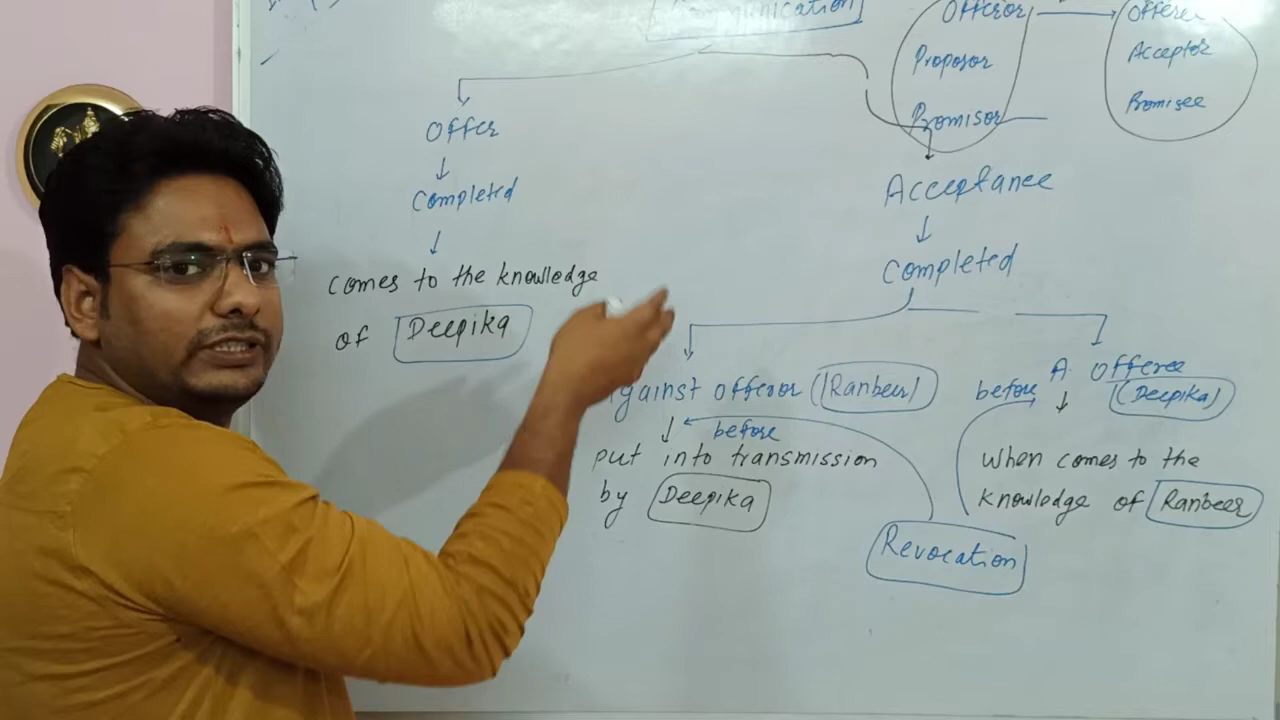 Communication
Offeror
Proposor
Promisor
Offeree
Acceptor
Promisee
Offer
Completed
comes to the knowledge
of Deepika
Acceptance
Completed
against offeror (Ranbeer)
before
put into transmission
by Deepika
A Offeree
before (Deepika)
When comes to the
knowledge of Ranbeer
Revocation